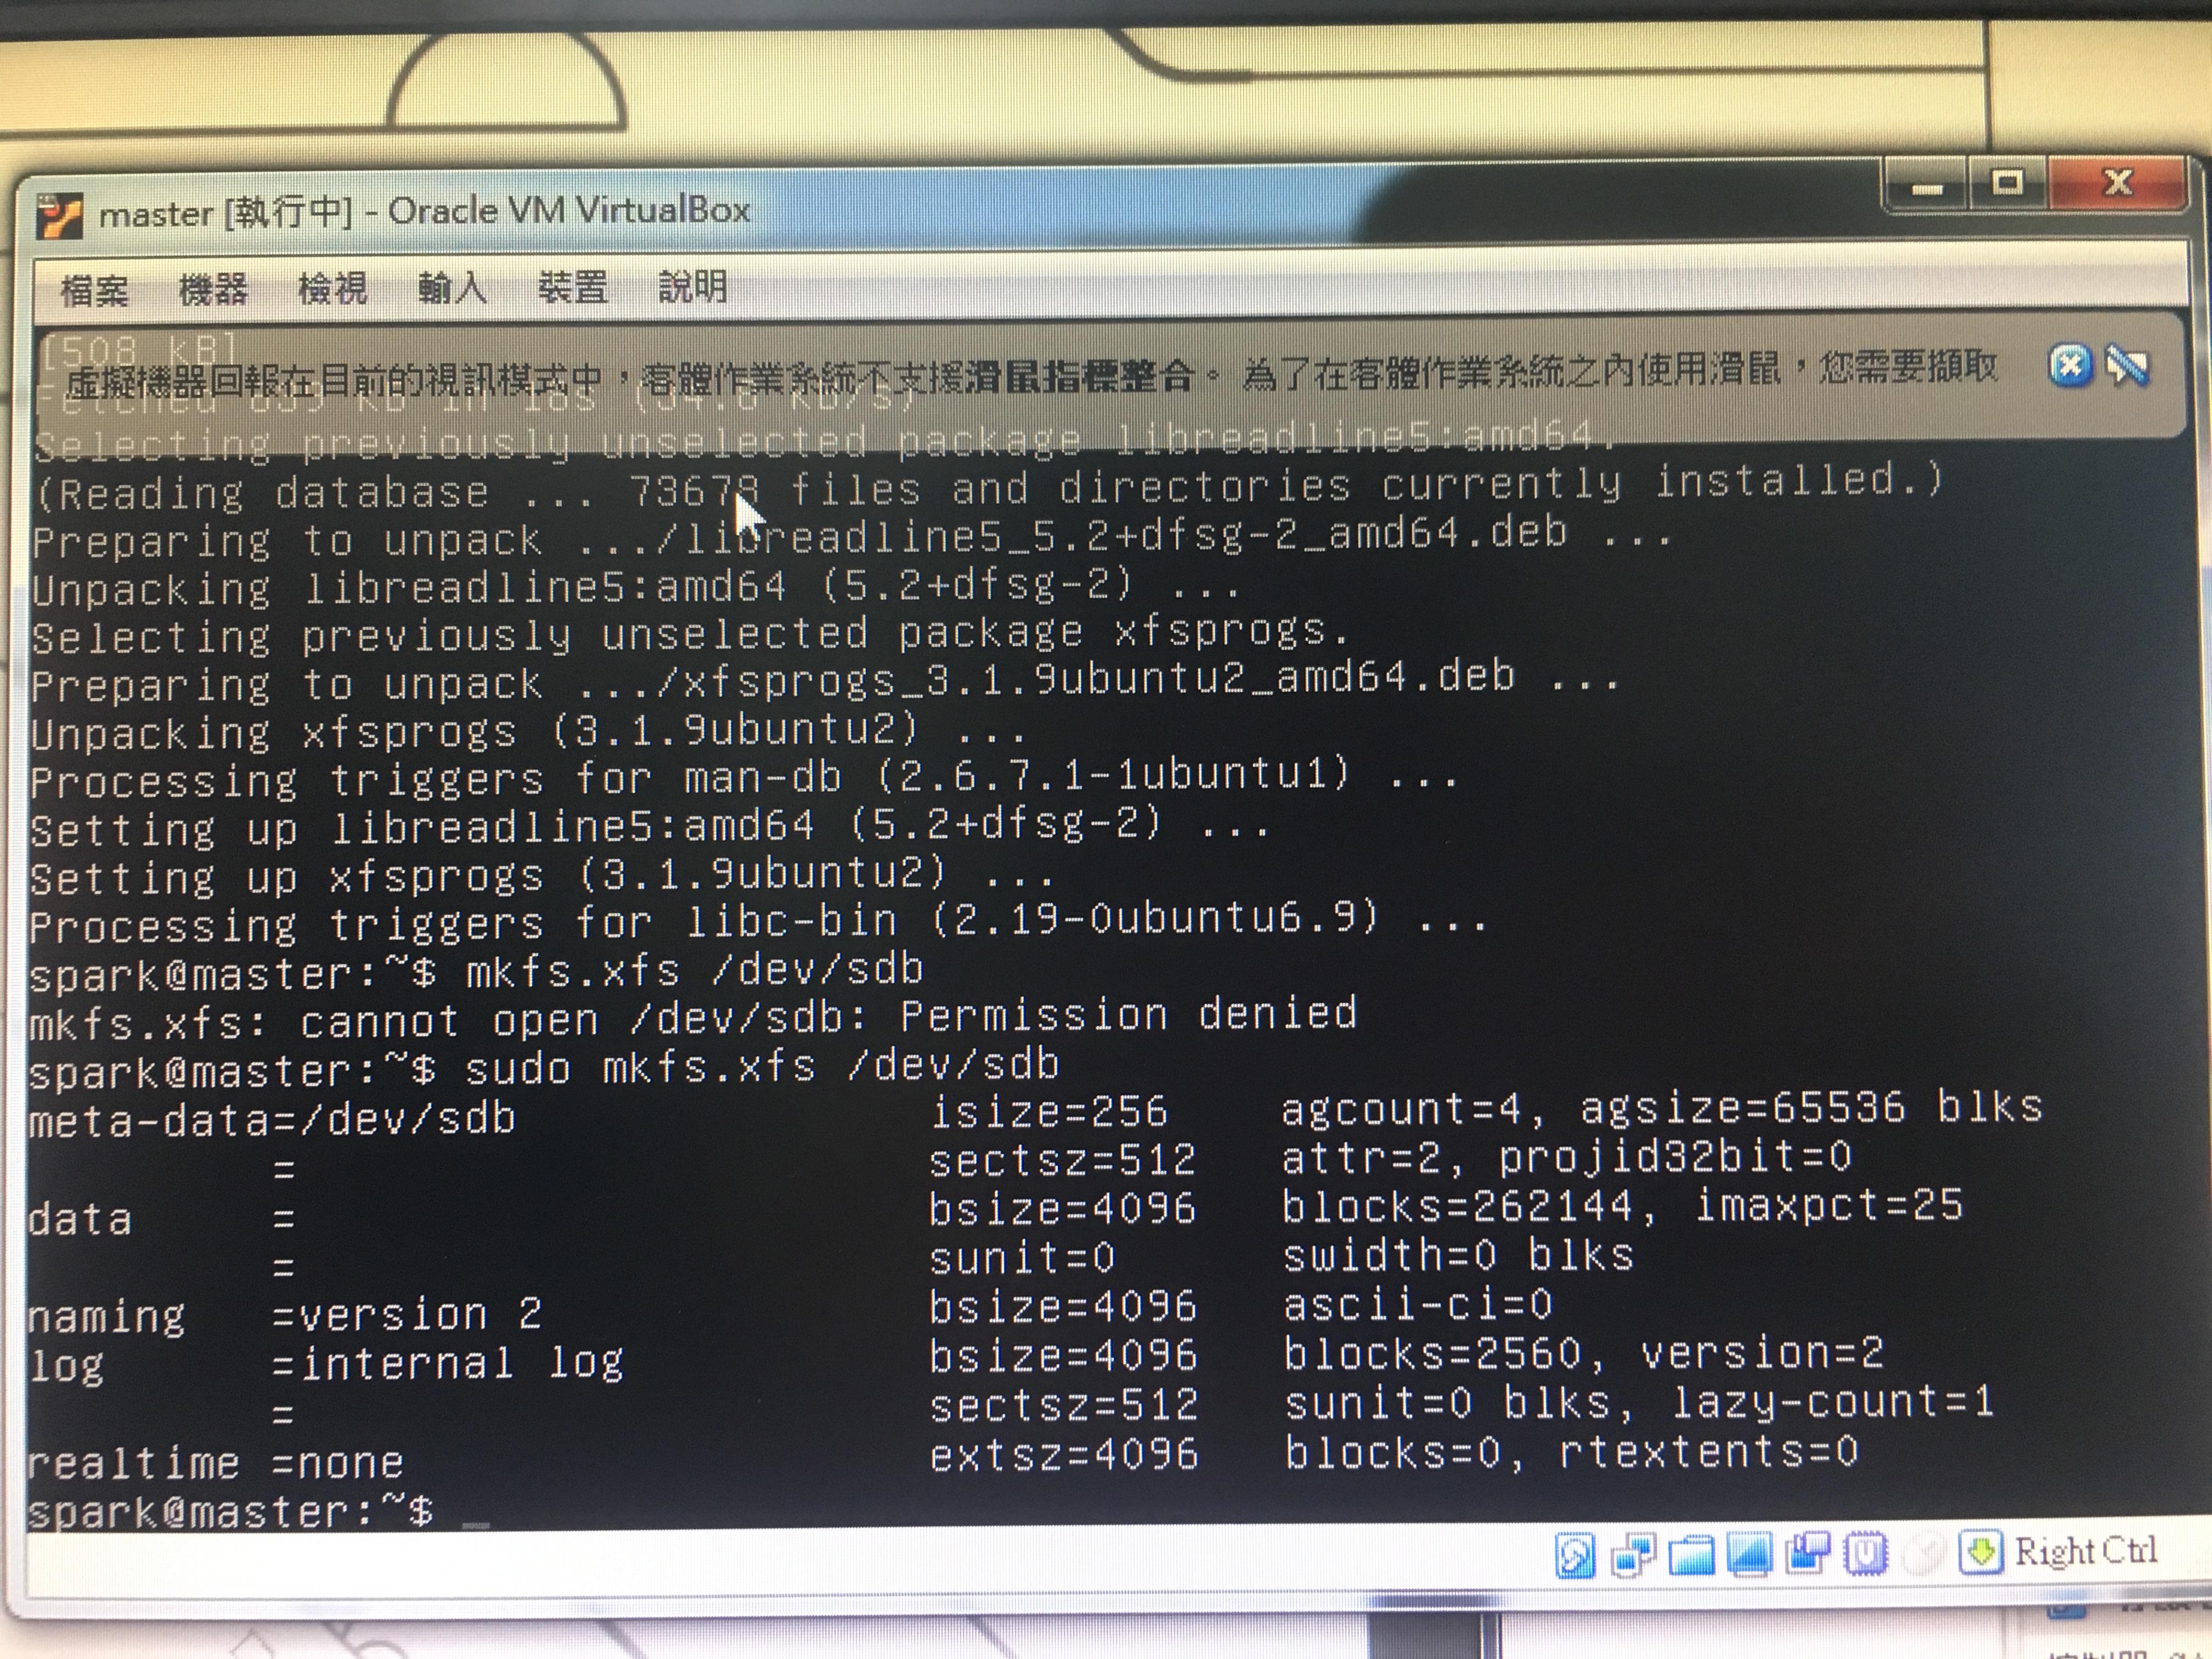 master [執行中] - Oracle VM VirtualBox
檔案 機器 檢視 輸入 裝置 說明
[508 kB]
虛擬機器回報在目前的視訊模式中，客體作業系統不支援滑鼠指標整合。為了在客體作業系統之內使用滑鼠，您需要擷取
Selecting previously unselected package libreadline5:amd64.
(Reading database ... 73678 files and directories currently installed.)
Preparing to unpack .../libreadline5_5.2+dfsg-2_amd64.deb ...
Unpacking libreadline5:amd64 (5.2+dfsg-2) ...
Selecting previously unselected package xfsprogs.
Preparing to unpack .../xfsprogs_3.1.9ubuntu2_amd64.deb ...
Unpacking xfsprogs (3.1.9ubuntu2) ...
Processing triggers for man-db (2.6.7.1-1ubuntu1) ...
Setting up libreadline5:amd64 (5.2+dfsg-2) ...
Setting up xfsprogs (3.1.9ubuntu2) ...
Processing triggers for libc-bin (2.19-0ubuntu6.9) ...
spark@master:~$ mkfs.xfs /dev/sdb
mkfs.xfs: cannot open /dev/sdb: Permission denied
spark@master:~$ sudo mkfs.xfs /dev/sdb
meta-data=/dev/sdb isize=256 agcount=4, agsize=65536 blks
= sectsz=512 attr=2, projid32bit=0
data = bsize=4096 blocks=262144, imaxpct=25
= sunit=0 swidth=0 blks
naming =version 2 bsize=4096 ascii-ci=0
log =internal log bsize=4096 blocks=2560, version=2
= sectsz=512 sunit=0 blks, lazy-count=1
realtime =none extsz=4096 blocks=0, rtextents=0
spark@master:~$ _
Right Ctrl